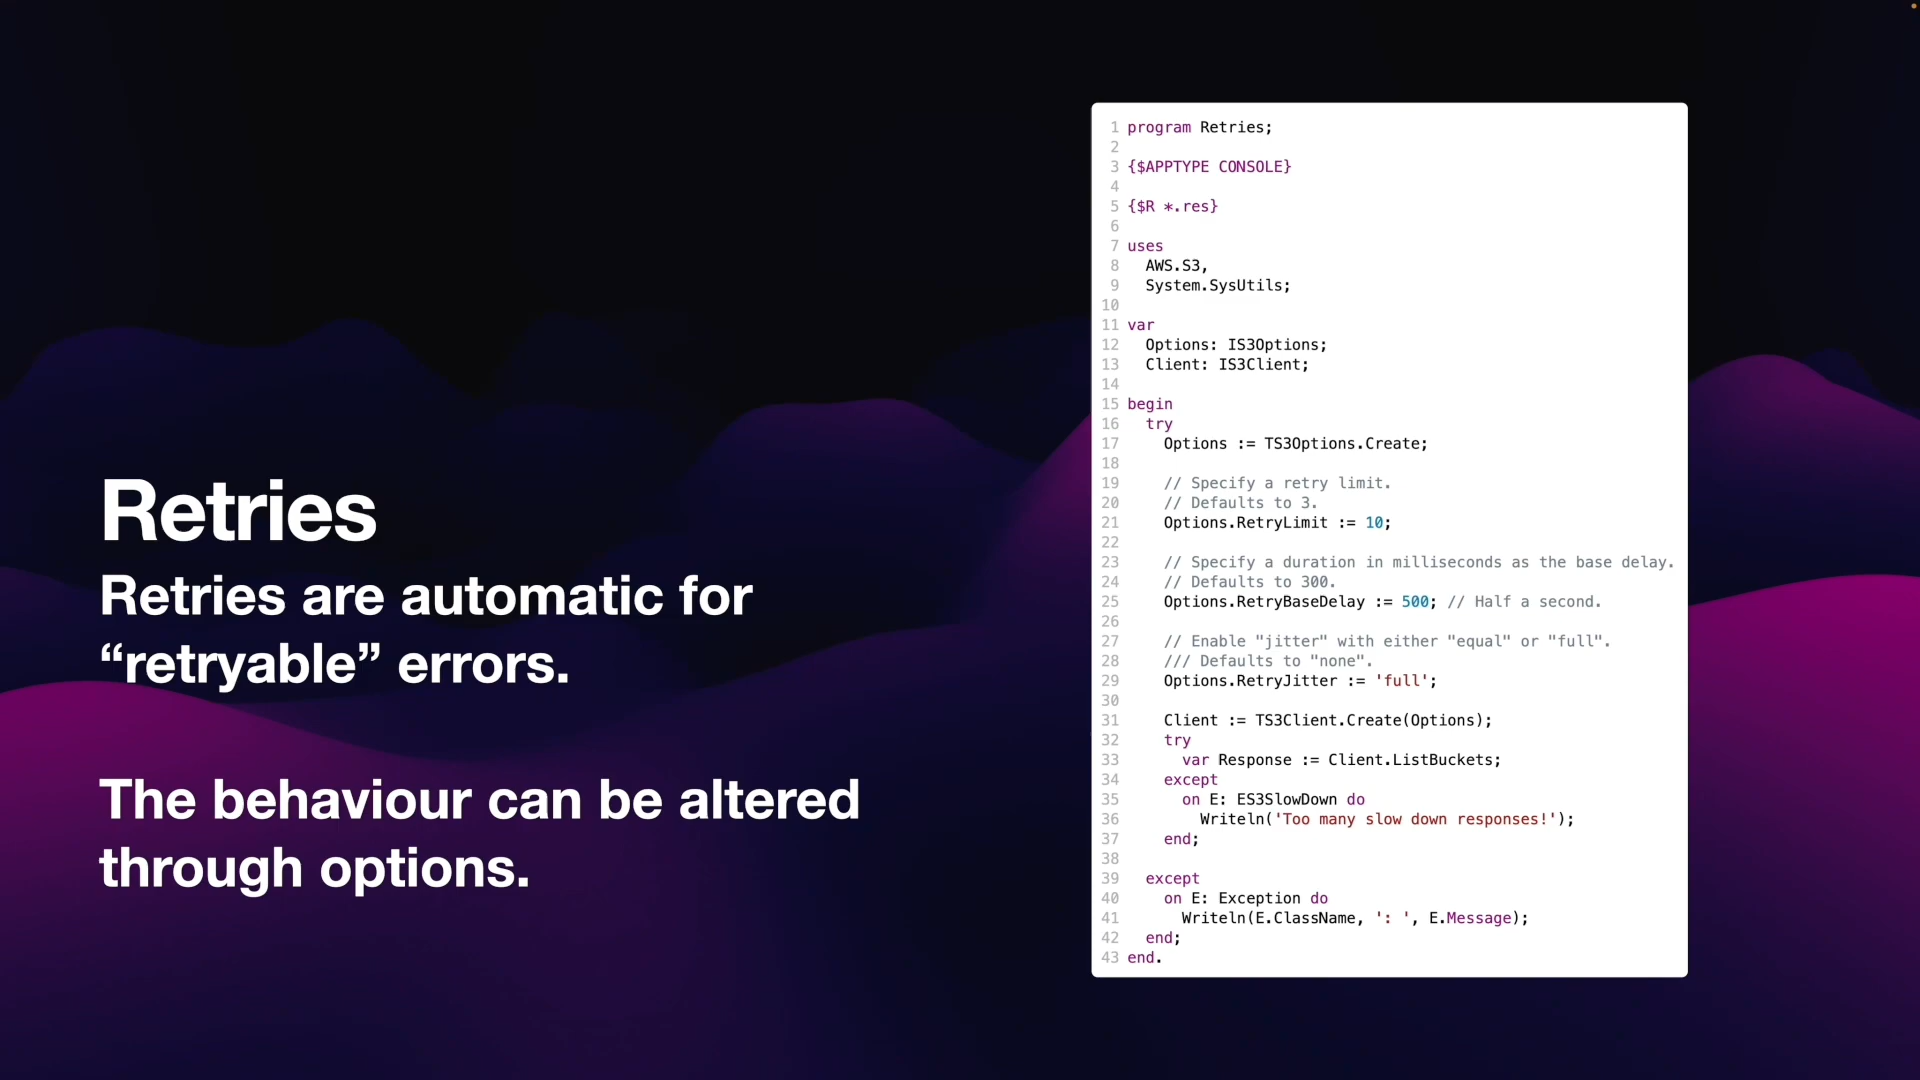 Retries
Retries are automatic for
“retryable” errors.
The behaviour can be altered
through options.
1 program Retries;
2
3 {$APPTYPE CONSOLE}
4
5 {$R *.res}
6
7 uses
8   AWS.S3,
9   System.SysUtils;
10
11 var
12   Options: IS3Options;
13   Client: IS3Client;
14
15 begin
16   try
17     Options := TS3Options.Create;
18
19     // Specify a retry limit.
20     // Defaults to 3.
21     Options.RetryLimit := 10;
22
23     // Specify a duration in milliseconds as the base delay.
24     // Defaults to 300.
25     Options.RetryBaseDelay := 500; // Half a second.
26
27     // Enable "jitter" with either "equal" or "full".
28     /// Defaults to "none".
29     Options.RetryJitter := 'full';
30
31     Client := TS3Client.Create(Options);
32     try
33       var Response := Client.ListBuckets;
34     except
35       on E: ES3SlowDown do
36         Writeln('Too many slow down responses!');
37     end;
38
39   except
40     on E: Exception do
41       Writeln(E.ClassName, ': ', E.Message);
42   end;
43 end.